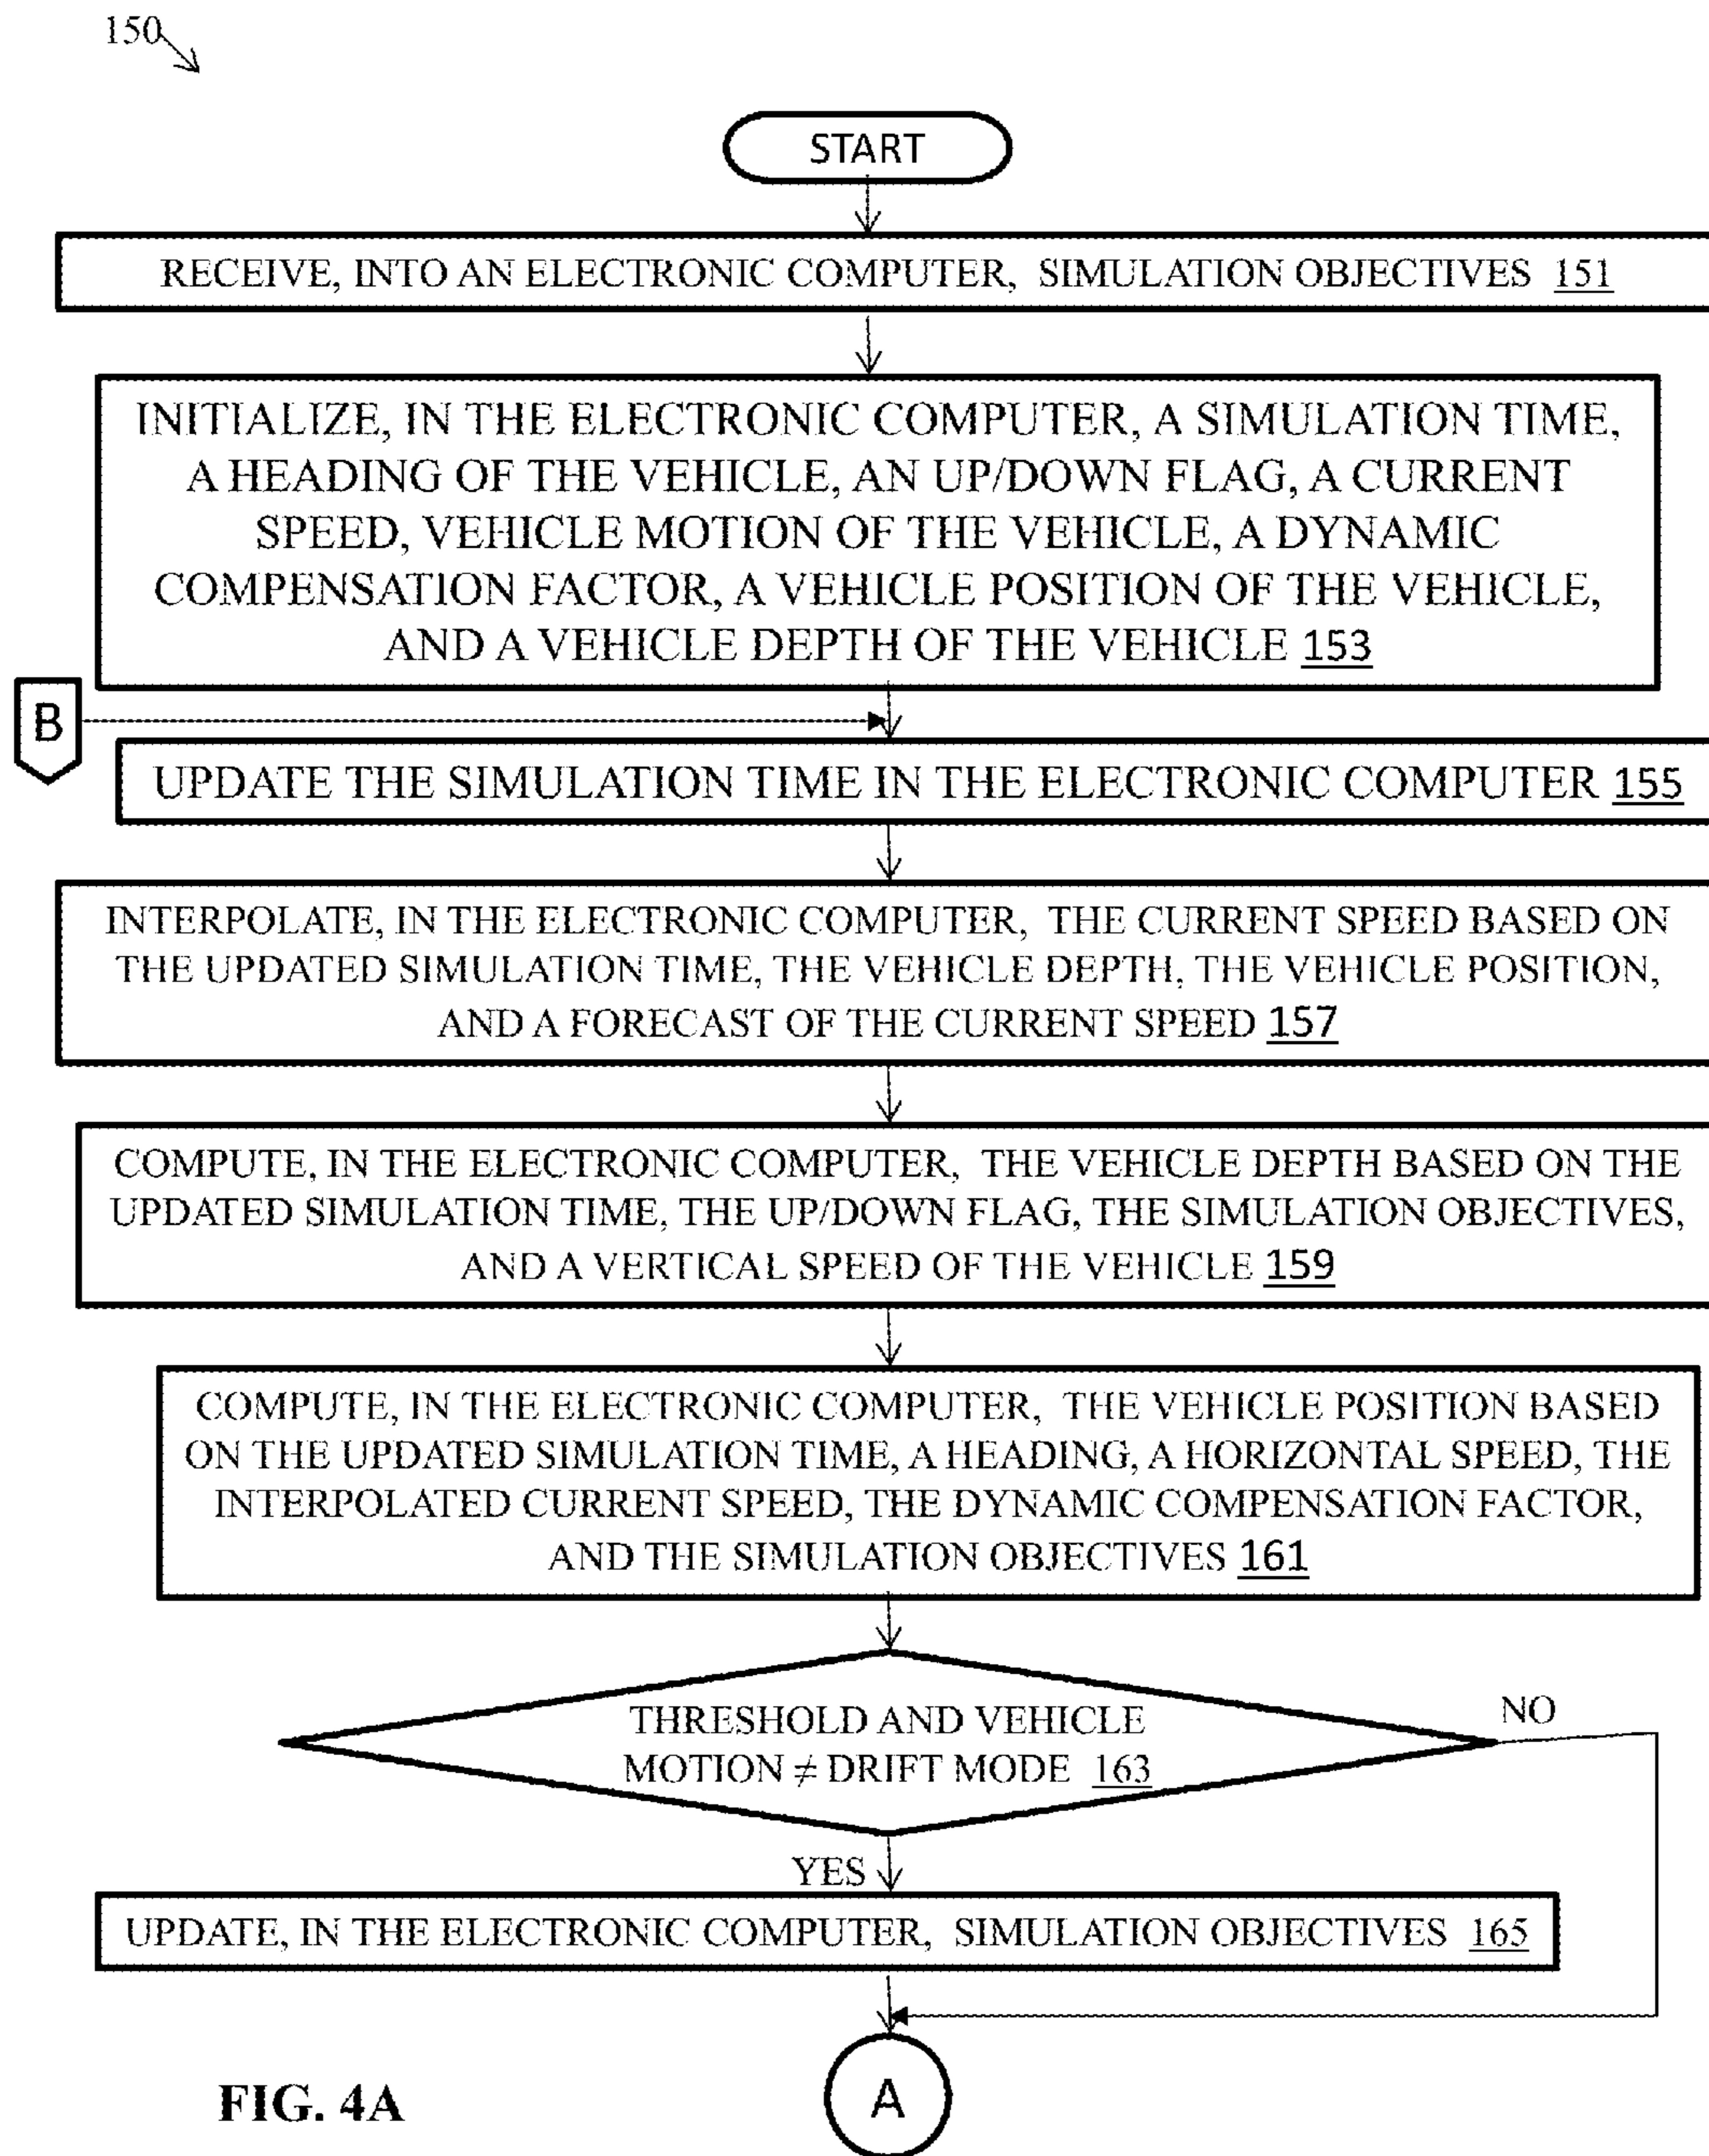 150
START
RECEIVE, INTO AN ELECTRONIC COMPUTER, SIMULATION OBJECTIVES 151
INITIALIZE, IN THE ELECTRONIC COMPUTER, A SIMULATION TIME,
A HEADING OF THE VEHICLE, AN UP/DOWN FLAG, A CURRENT
SPEED, VEHICLE MOTION OF THE VEHICLE, A DYNAMIC
COMPENSATION FACTOR, A VEHICLE POSITION OF THE VEHICLE,
AND A VEHICLE DEPTH OF THE VEHICLE 153
B
UPDATE THE SIMULATION TIME IN THE ELECTRONIC COMPUTER 155
INTERPOLATE, IN THE ELECTRONIC COMPUTER, THE CURRENT SPEED BASED ON
THE UPDATED SIMULATION TIME, THE VEHICLE DEPTH, THE VEHICLE POSITION,
AND A FORECAST OF THE CURRENT SPEED 157
COMPUTE, IN THE ELECTRONIC COMPUTER, THE VEHICLE DEPTH BASED ON THE
UPDATED SIMULATION TIME, THE UP/DOWN FLAG, THE SIMULATION OBJECTIVES,
AND A VERTICAL SPEED OF THE VEHICLE 159
COMPUTE, IN THE ELECTRONIC COMPUTER, THE VEHICLE POSITION BASED
ON THE UPDATED SIMULATION TIME, A HEADING, A HORIZONTAL SPEED, THE
INTERPOLATED CURRENT SPEED, THE DYNAMIC COMPENSATION FACTOR,
AND THE SIMULATION OBJECTIVES 161
THRESHOLD AND VEHICLE
MOTION ≠ DRIFT MODE 163
NO
YES
UPDATE, IN THE ELECTRONIC COMPUTER, SIMULATION OBJECTIVES 165
A
FIG. 4A